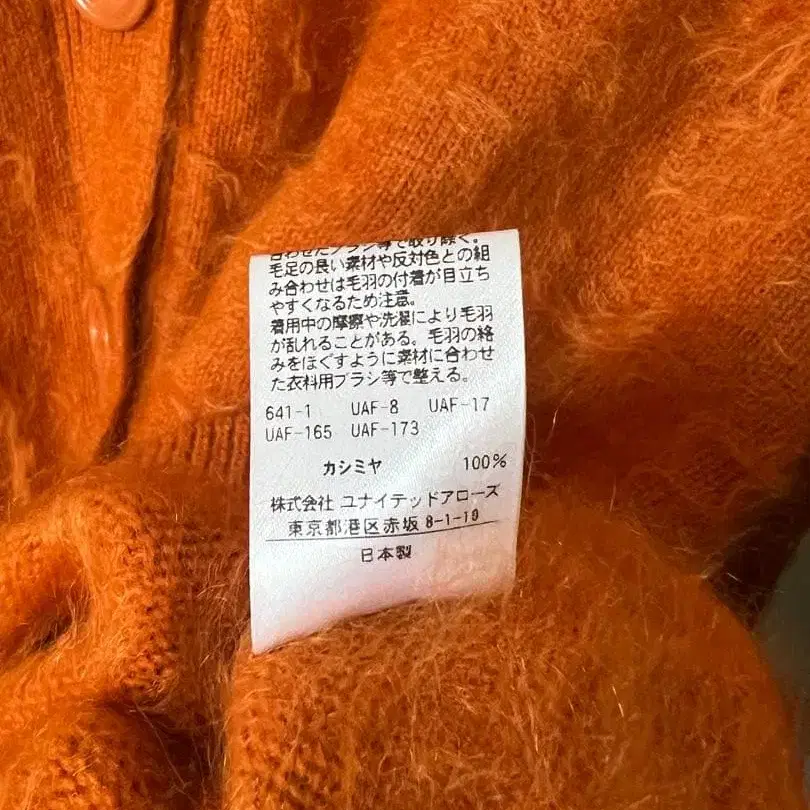 合わせたブラシ等で取り除く。
毛足の良い素材や反対色との組
み合わせは毛羽の付着が目立ち
やすくなるため注意。
着用中の摩擦や洗濯により毛羽
が乱れることがある。毛羽の絡
みをほぐすように素材に合わせ
た衣料用ブラシ等で整える。
641-1 UAF-8 UAF-17
UAF-165 UAF-173
カシミヤ 100%
株式会社 ユナイテッドアローズ
東京都港区赤坂 8-1-19
日本製